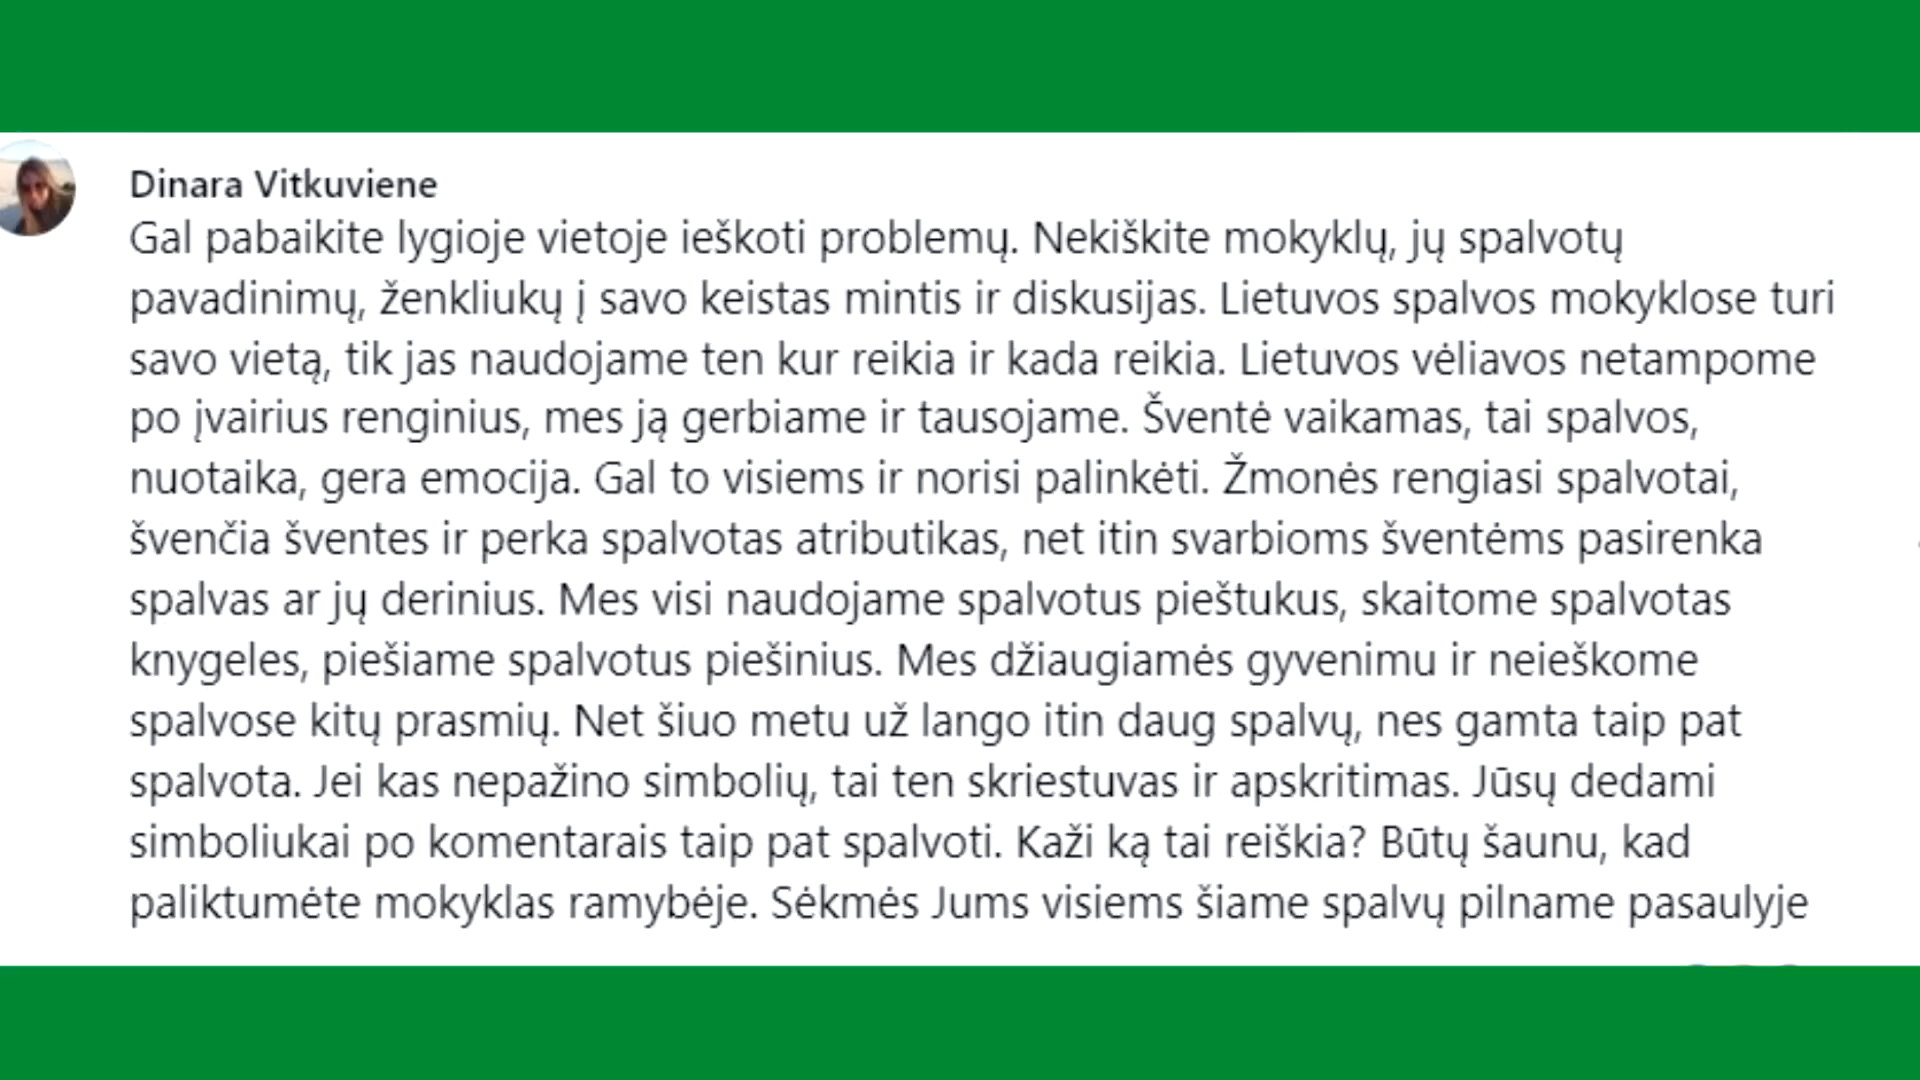 Dinara Vitkuviene
Gal pabaikite lygioje vietoje ieškoti problemų. Nekiškite mokyklų, jų spalvotų
pavadinimų, ženkliukų į savo keistas mintis ir diskusijas. Lietuvos spalvos mokyklose turi
savo vietą, tik jas naudojame ten kur reikia ir kada reikia. Lietuvos vėliavos netampome
po įvairius renginius, mes ją gerbiame ir tausojame. Šventė vaikamas, tai spalvos,
nuotaika, gera emocija. Gal to visiems ir norisi palinkėti. Žmonės rengiasi spalvotai,
švenčia šventes ir perka spalvotas atributikas, net itin svarbioms šventėms pasirenka
spalvas ar jų derinius. Mes visi naudojame spalvotus pieštukus, skaitome spalvotas
knygeles, piešiame spalvotus piešinius. Mes džiaugiamės gyvenimu ir neieškome
spalvose kitų prasmių. Net šiuo metu už lango itin daug spalvų, nes gamta taip pat
spalvota. Jei kas nepažino simbolių, tai ten skriestuvas ir apskritimas. Jūsų dedami
simboliukai po komentarais taip pat spalvoti. Kaži ką tai reiškia? Būtų šaunu, kad
paliktumėte mokyklas ramybėje. Sėkmės Jums visiems šiame spalvų pilname pasaulyje